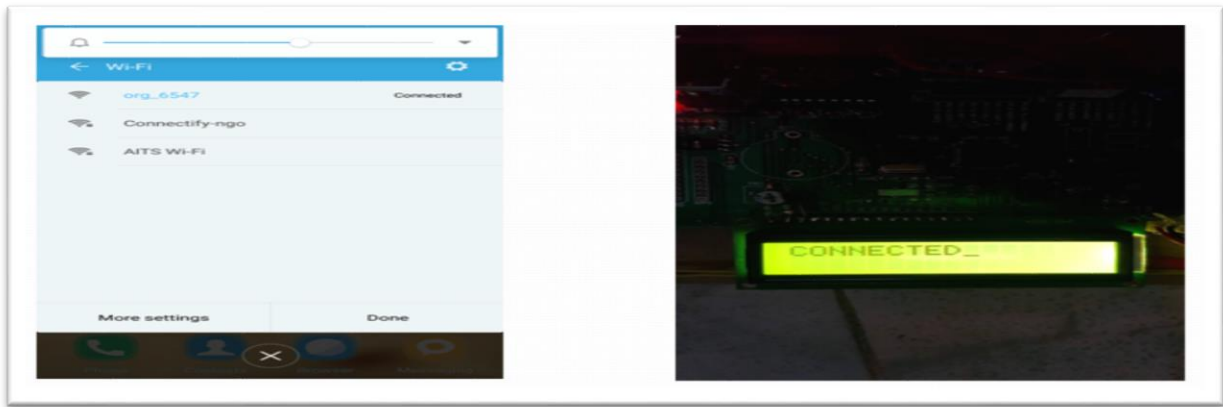 Wi-Fi
org_6547 Connected
Connectify-ngo
AITS Wi-Fi
More settings Done
CONNECTED_